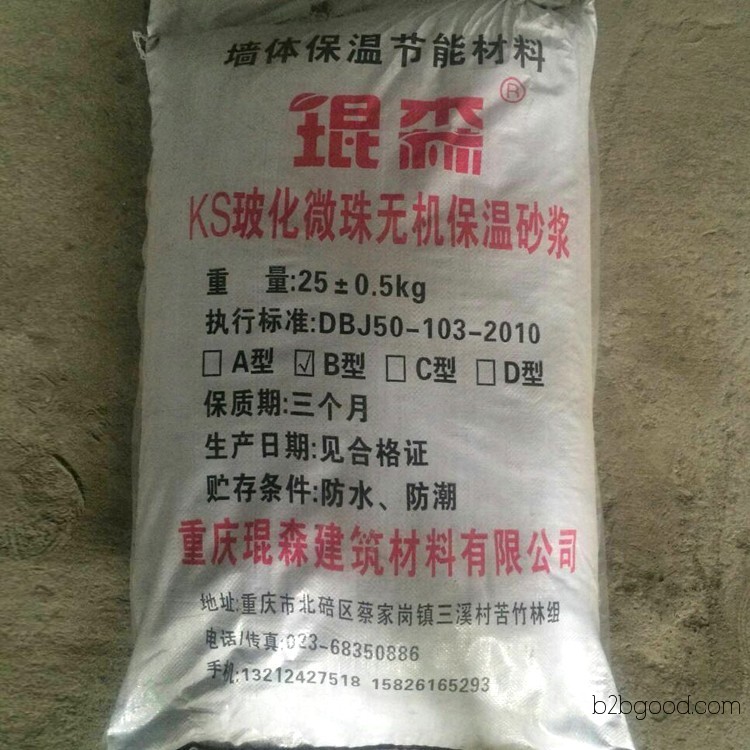 墙体保温节能材料
琨森®
KS玻化微珠无机保温砂浆
重 量:25±0.5kg
执行标准:DBJ50-103-2010
□A型 ☑B型 □C型 □D型
保质期:三个月
生产日期:见合格证
贮存条件:防水、防潮
重庆琨森建筑材料有限公司
地址:重庆市北碚区蔡家岗镇三溪村苦竹林组
电话/传真:023-68350886
手机:13212427518 15826165293
b2bgood.com